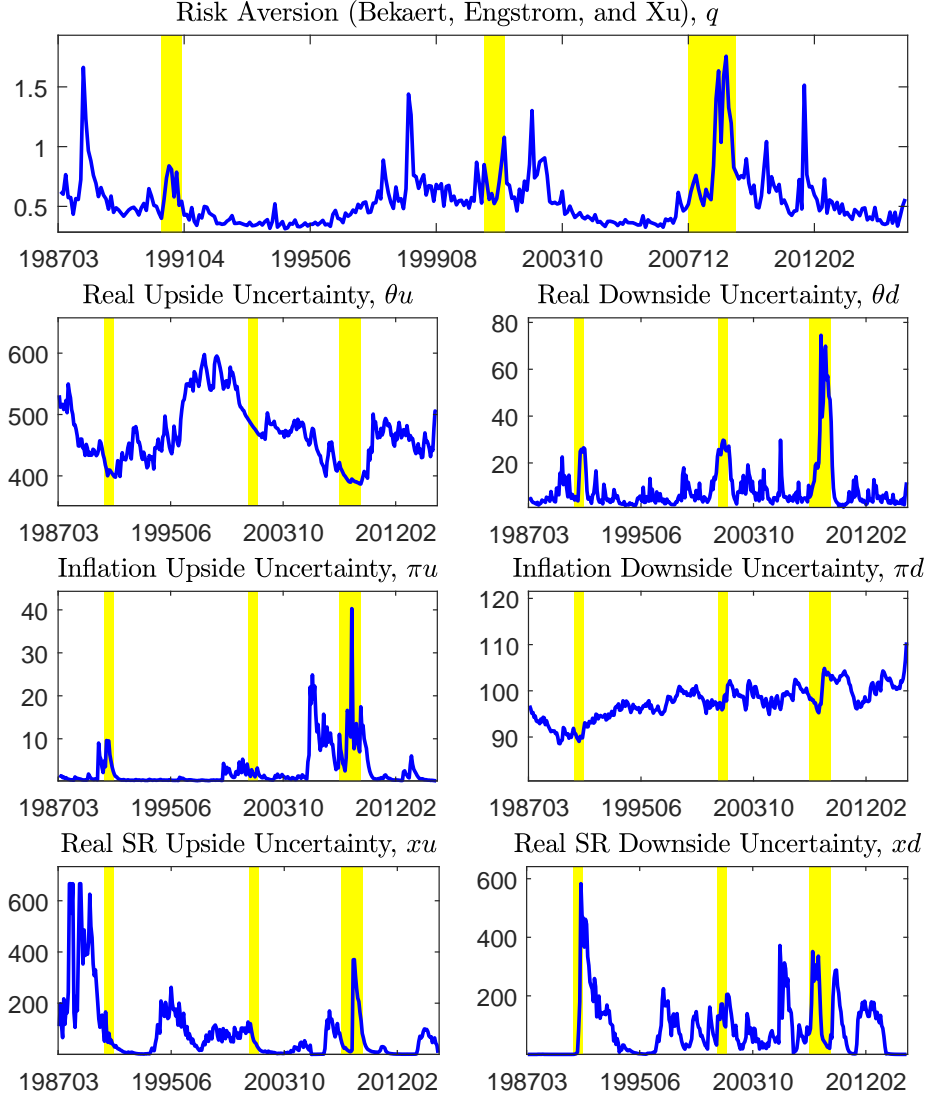 Risk Aversion (Bekaert, Engstrom, and Xu), q
1.5
1
0.5
198703 199104 199506 199908 200310 200712 201202
Real Upside Uncertainty, θu
600
500
400
198703 199506 200310 201202
Real Downside Uncertainty, θd
80
60
40
20
198703 199506 200310 201202
Inflation Upside Uncertainty, πu
40
30
20
10
198703 199506 200310 201202
Inflation Downside Uncertainty, πd
120
110
100
90
198703 199506 200310 201202
Real SR Upside Uncertainty, xu
600
400
200
198703 199506 200310 201202
Real SR Downside Uncertainty, xd
600
400
200
198703 199506 200310 201202